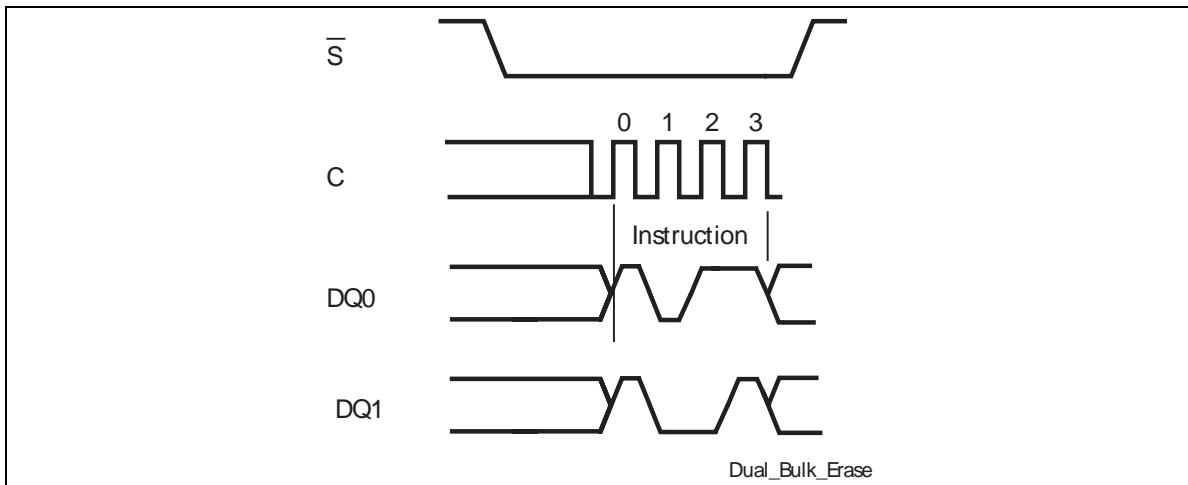 S̅
0 1 2 3
C
Instruction
DQ0
DQ1
Dual_Bulk_Erase